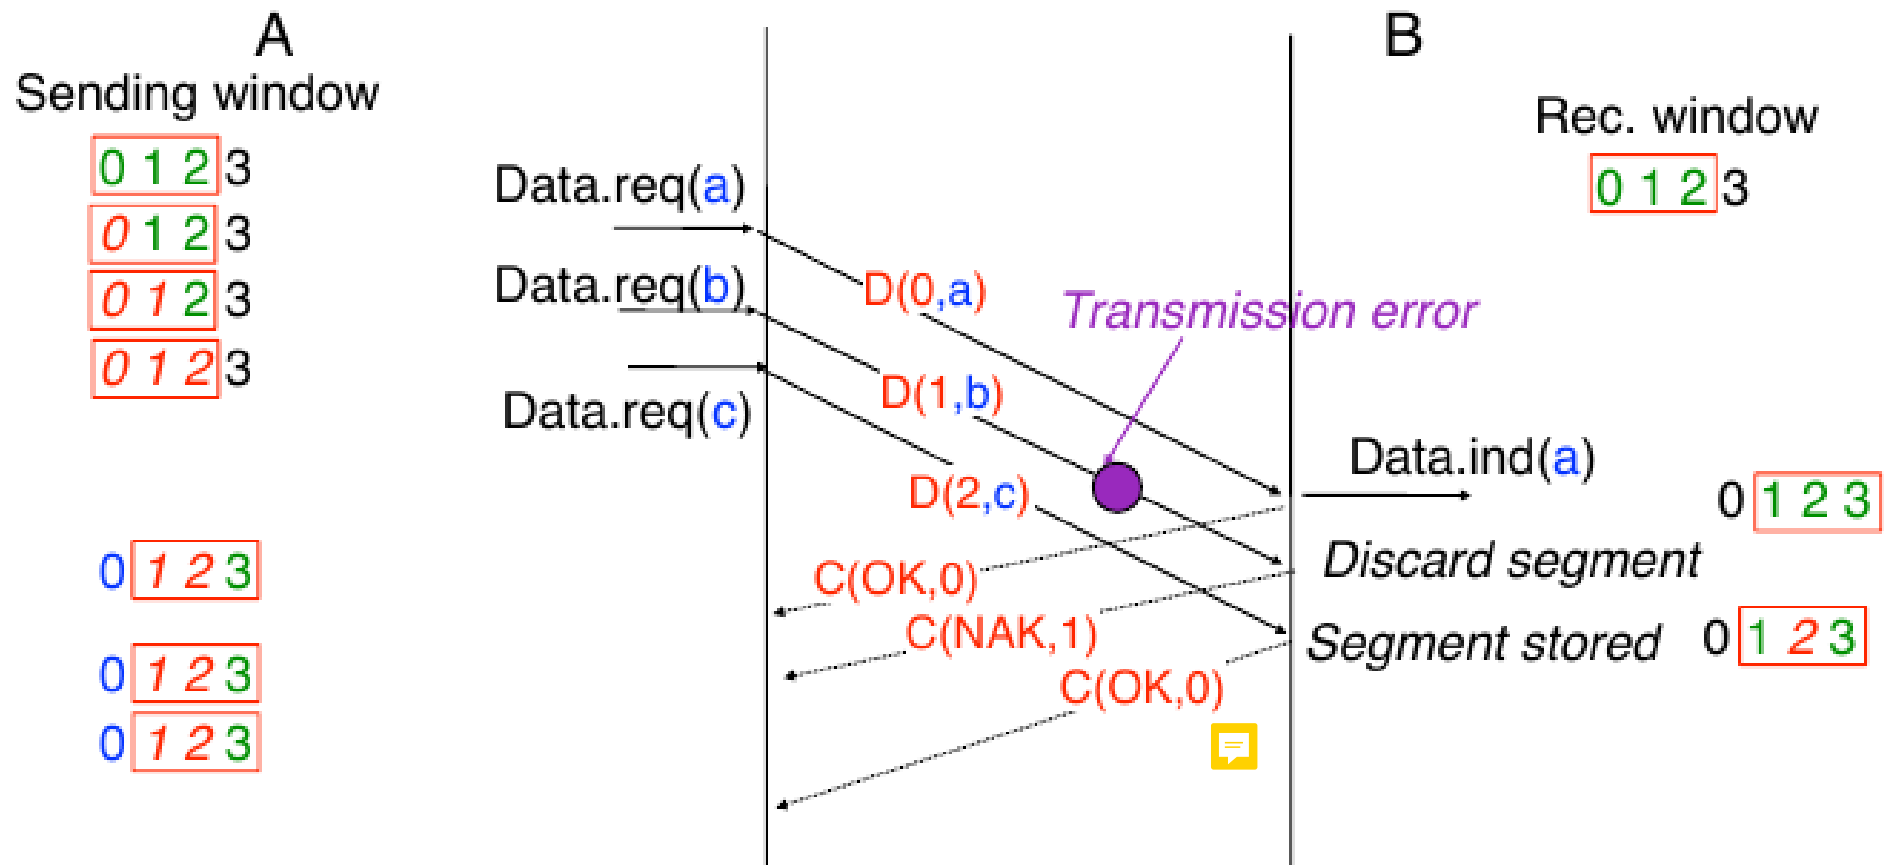 A
B
Sending window
Rec. window
0 1 2 3
0 1 2 3
Data.req(a)
0 1 2 3
Data.req(b)
D(0,a)
Transmission error
0 1 2 3
0 1 2 3
D(1,b)
Data.req(c)
Data.ind(a)
D(2,c)
0 1 2 3
Discard segment
0 1 2 3
C(OK,0)
C(NAK,1)
Segment stored
0 1 2 3
0 1 2 3
C(OK,0)
0 1 2 3